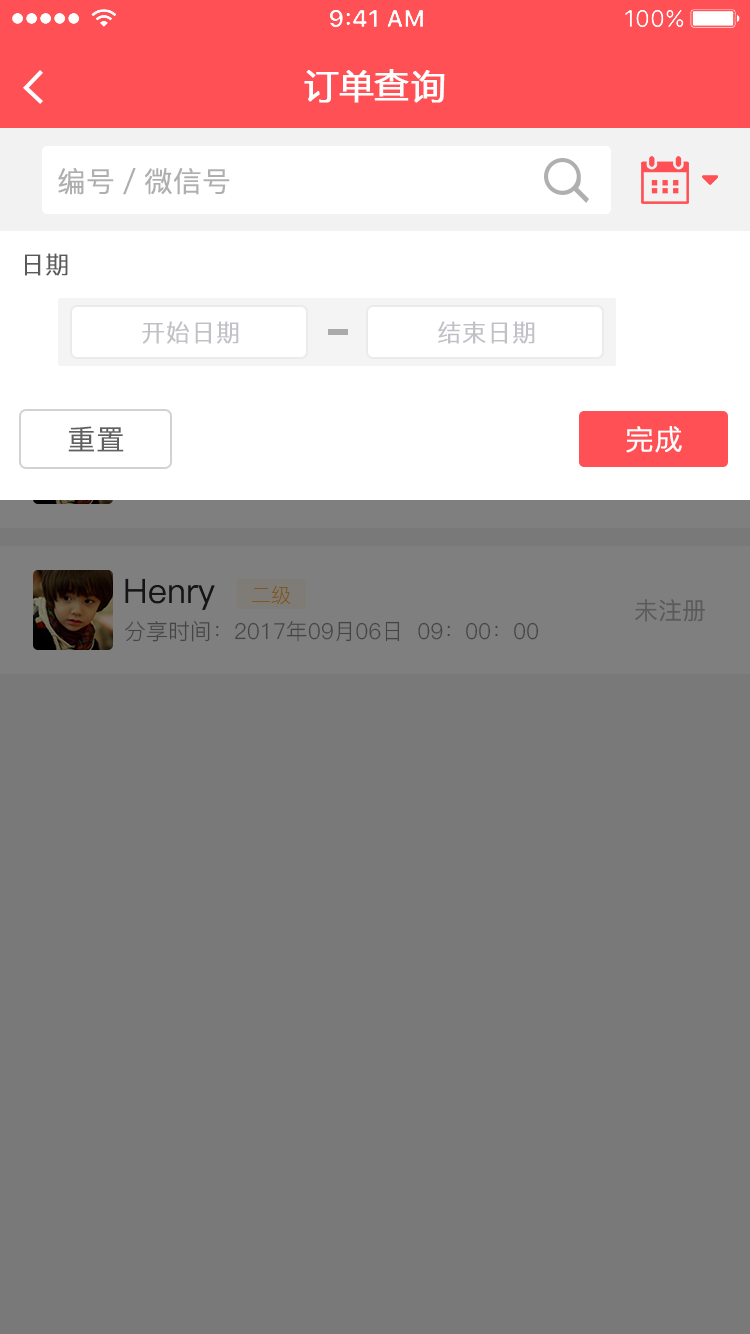 9:41 AM 100%
订单查询
编号 / 微信号
日期
开始日期 结束日期
重置 完成
Henry 二级
未注册
分享时间：2017年09月06日 09：00：00